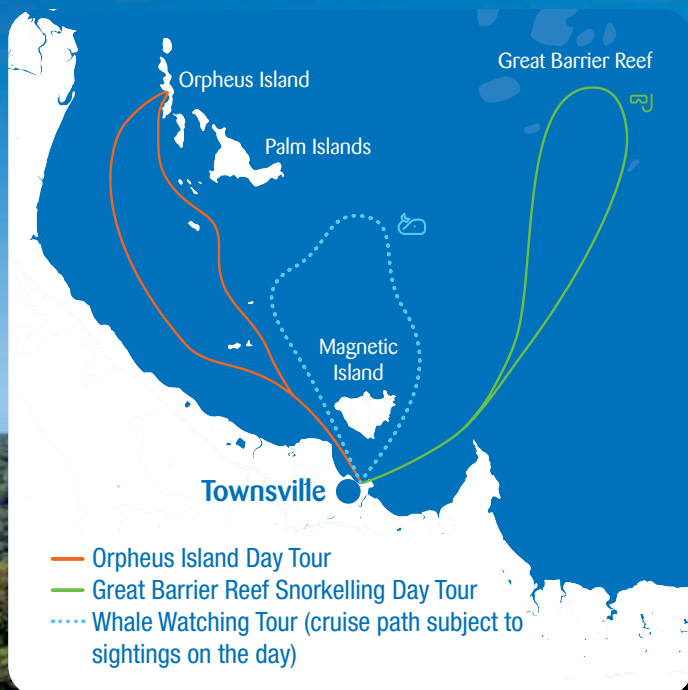 Orpheus Island
Great Barrier Reef
Palm Islands
Magnetic
Island
Townsville
Orpheus Island Day Tour
Great Barrier Reef Snorkelling Day Tour
Whale Watching Tour (cruise path subject to
sightings on the day)